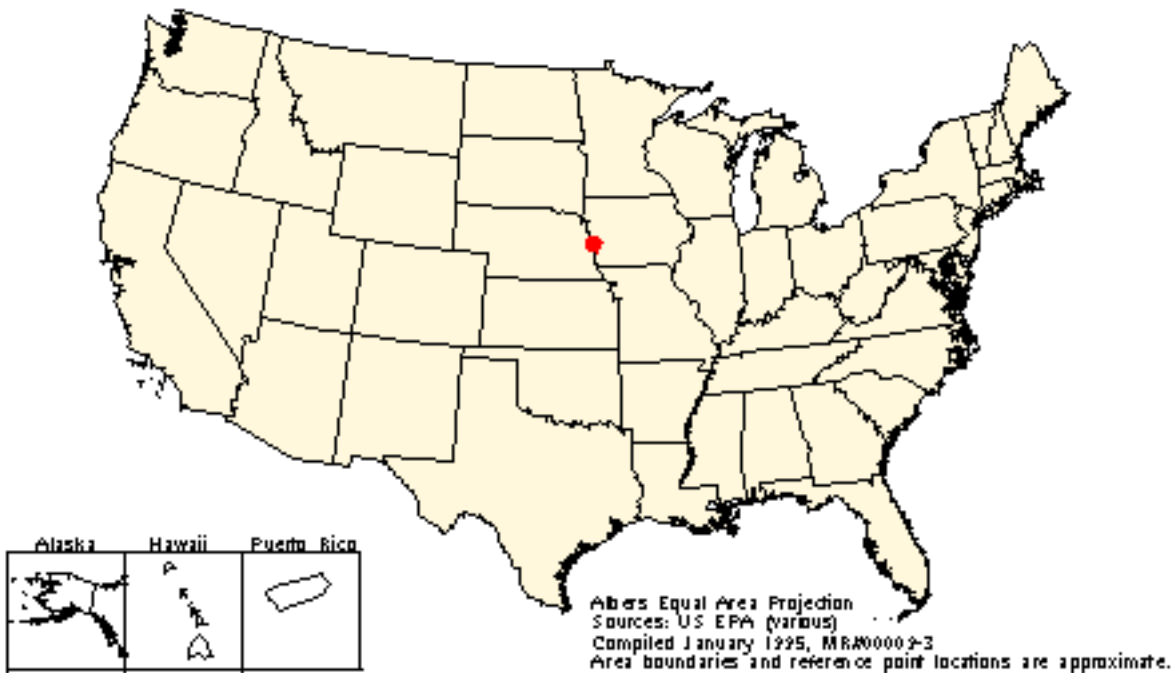 Alaska Hawaii Puerto Rico
Albers Equal Area Projection
Sources: US EPA (various)
Compiled January 1995, MR#00009-3
Area boundaries and reference point locations are approximate.